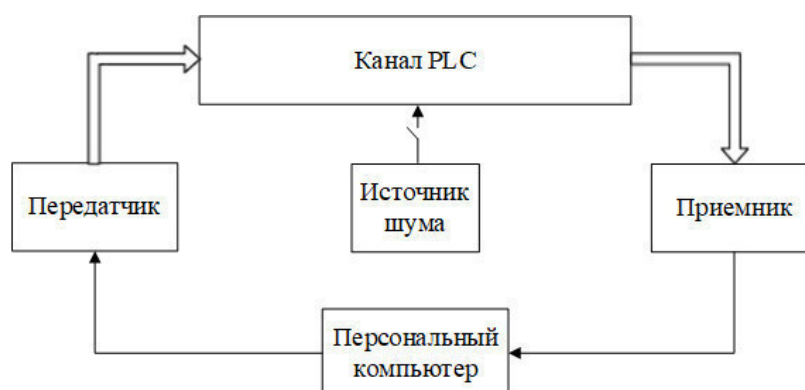 Канал PLC
Передатчик
Источник
шума
Приемник
Персональный
компьютер